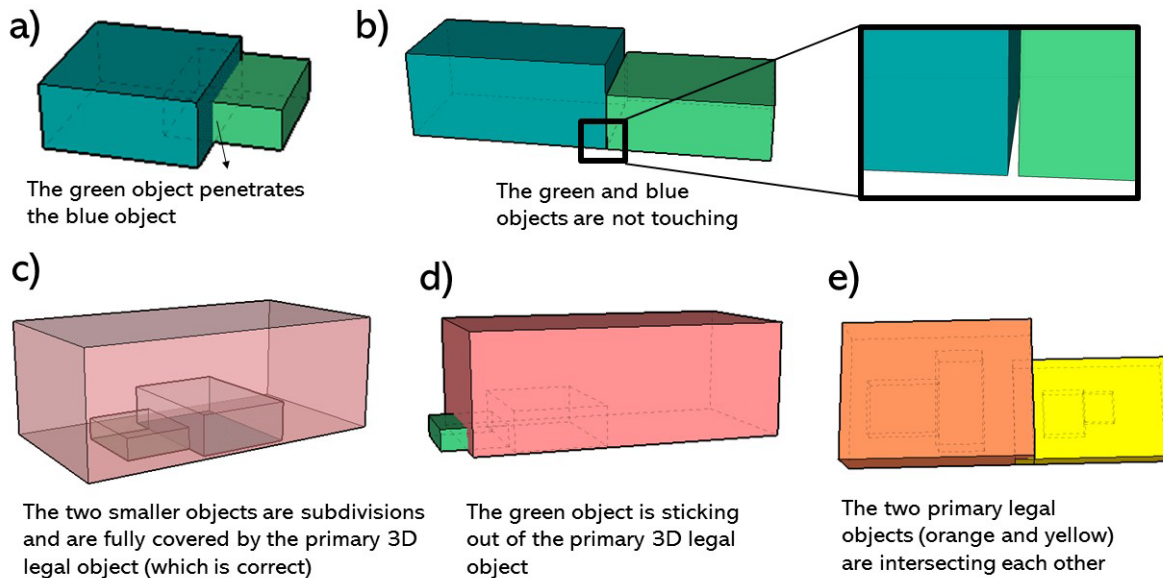 a)
The green object penetrates
the blue object
b)
The green and blue
objects are not touching
c)
The two smaller objects are subdivisions
and are fully covered by the primary 3D
legal object (which is correct)
d)
The green object is sticking
out of the primary 3D legal
object
e)
The two primary legal
objects (orange and yellow)
are intersecting each other